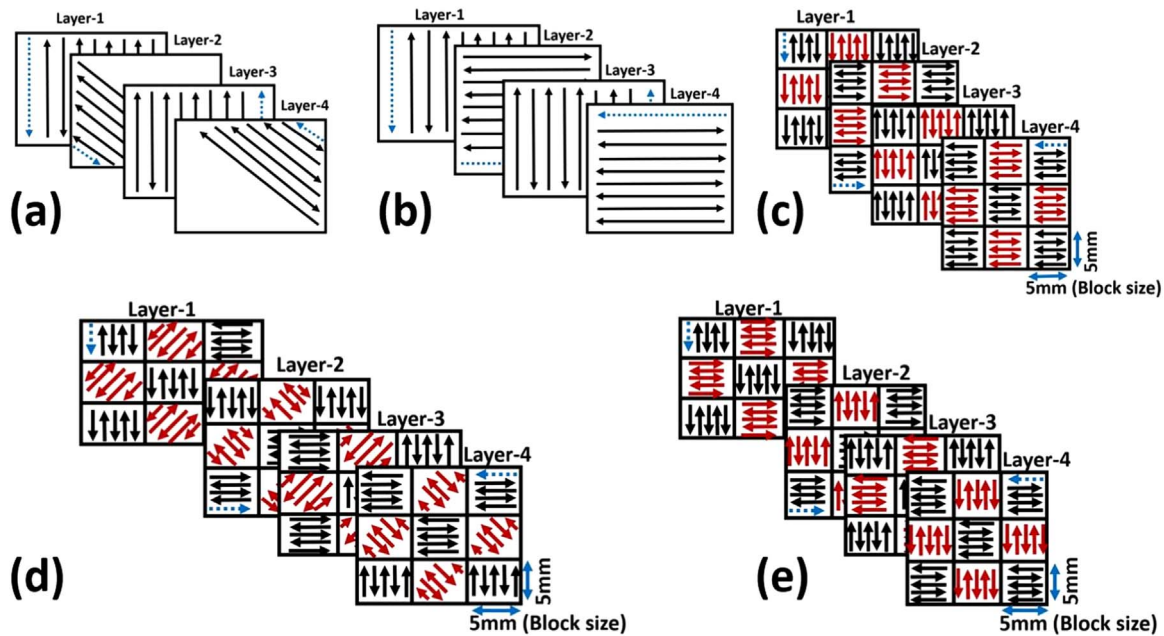 Layer-1
Layer-2
Layer-3
Layer-4
(a)
Layer-1
Layer-2
Layer-3
Layer-4
(b)
Layer-1
Layer-2
Layer-3
Layer-4
(c)
5mm
5mm (Block size)
Layer-1
Layer-2
Layer-3
Layer-4
(d)
5mm
5mm (Block size)
Layer-1
Layer-2
Layer-3
Layer-4
(e)
5mm
5mm (Block size)